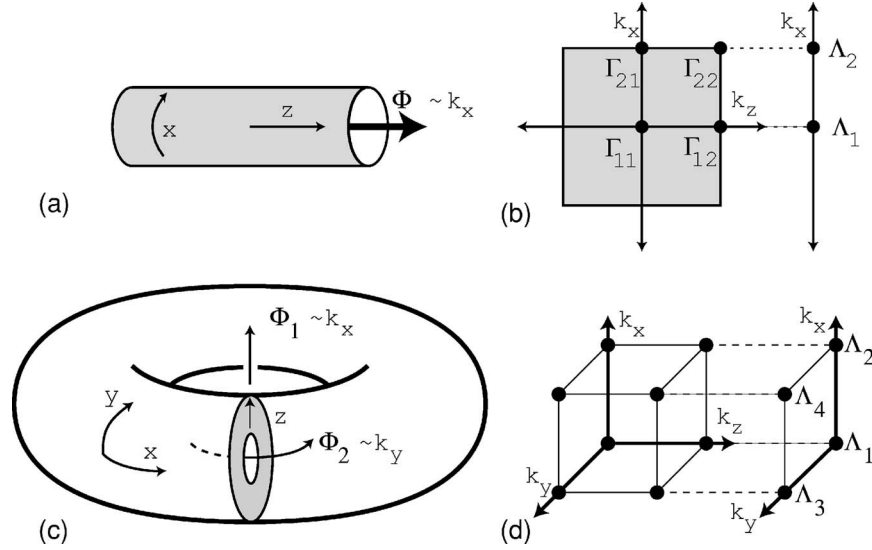 (a)
x
z
Φ ~ k_x
(b)
k_x
k_x
Γ_21
Γ_22
Λ_2
k_z
Γ_11
Γ_12
Λ_1
(c)
Φ_1 ~k_x
y
x
z
Φ_2 ~k_y
(d)
k_x
k_x
Λ_2
Λ_4
k_z
Λ_1
k_y
Λ_3
k_y